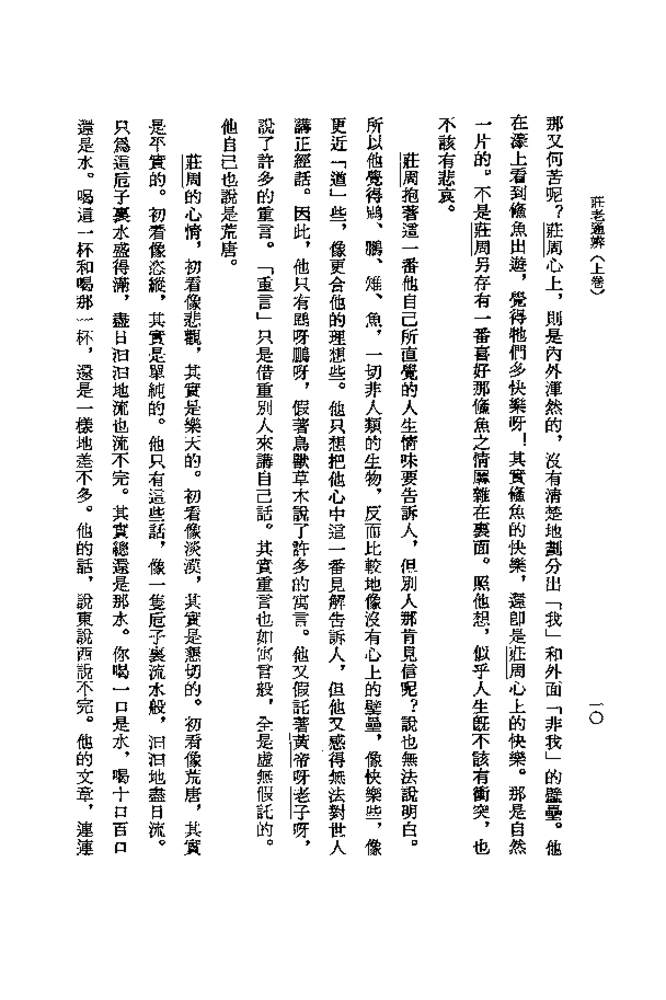 莊老通辨（上卷）
一〇
那又何苦呢？莊周心上，則是內外渾然的，沒有清楚地劃分出「我」和外面「非我」的壁壘。他
在濠上看到鯈魚出遊，覺得牠們多快樂呀！其實鯈魚的快樂，還卽是莊周心上的快樂。那是自然
一片的。不是莊周另存有一番喜好那鯈魚之情羼雜在裏面。照他想，似乎人生旣不該有衝突，也
不該有悲哀。
莊周抱著這一番他自己所直覺的人生情味要告訴人，但別人那肯見信呢？說也無法說明白。
所以他覺得鷃、鵬、雉、魚，一切非人類的生物，反而比較地像沒有心上的壁壘，像快樂些，像
更近「道」些，像更合他的理想些。他只想把他心中這一番見解告訴人，但他又感得無法對世人
講正經話。因此，他只有鷃呀鵬呀，假著鳥獸草木說了許多的寓言。他又假託著黃帝呀老子呀，
說了許多的重言。「重言」只是借重別人來講自己話。其實重言也如寓言般，全是虛無假託的。
他自己也說是荒唐。
莊周的心情，初看像悲觀，其實是樂天的。初看像淡漠，其實是懇切的。初看像荒唐，其實
是平實的。初看像恣縱，其實是單純的。他只有這些話，像一隻卮子裏流水般，汩汩地盡日流。
只爲這卮子裏水盛得滿，盡日汩汩地流也流不完。其實總還是那水。你喝一口是水，喝十口百口
還是水。喝這一杯和喝那一杯，還是一樣地差不多。他的話，說東說西說不完。他的文章，連連